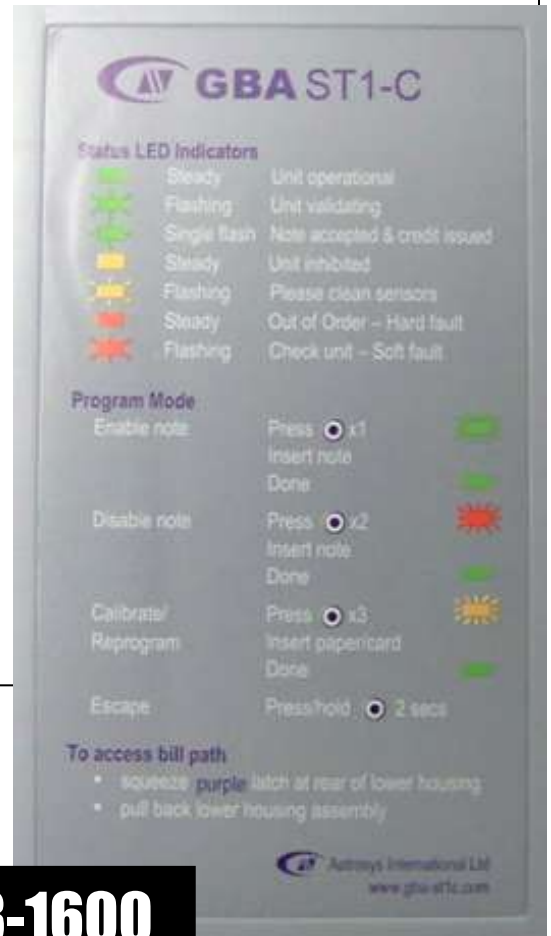 GBA ST1-C
Status LED Indicators
Steady Unit operational
Flashing Unit validating
Single flash Note accepted & credit issued
Steady Unit inhibited
Flashing Please clean sensors
Steady Out of Order – Hard fault
Flashing Check unit – Soft fault
Program Mode
Enable note Press x1
Insert note
Done
Disable note Press x2
Insert note
Done
Calibrate/ Press x3
Reprogram Insert paper/card
Done
Escape Press/hold 2 secs
To access bill path
• squeeze purple latch at rear of lower housing
• pull back lower housing assembly
Astrosys International Ltd
www.gba-st1c.com
3-1600